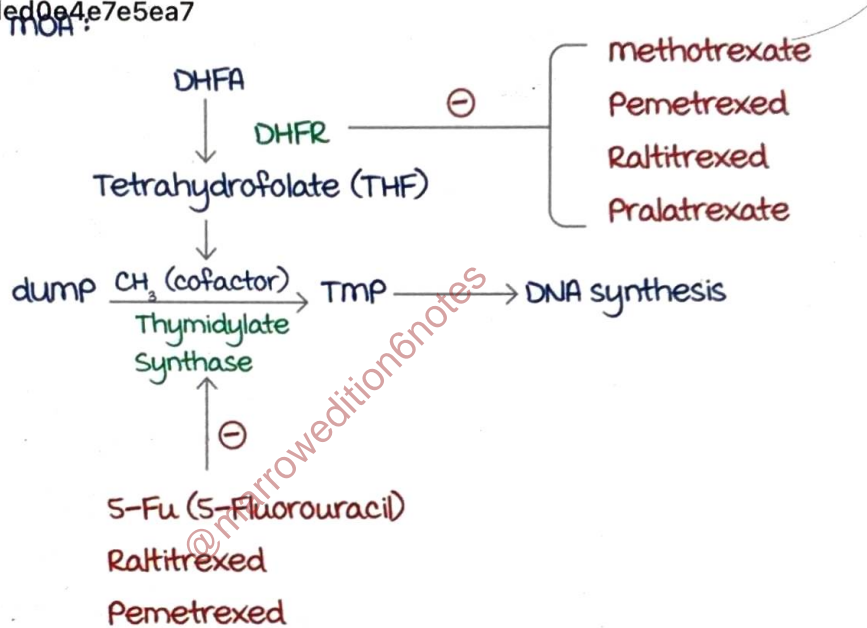 ed0e4e7e5ea7
MOA :
DHFA
DHFR
⊖
methotrexate
Pemetrexed
Raltitrexed
Pralatrexate
Tetrahydrofolate (THF)
dump CH₃ (cofactor) TMP DNA synthesis
Thymidylate
Synthase
⊖
5-Fu (5-Fluorouracil)
Raltitrexed
Pemetrexed
@marrowedition6notes